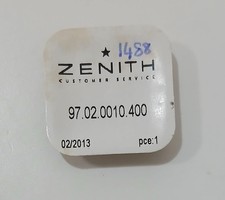 1488
ZENITH
CUSTOMER SERVICE
97.02.0010.400
02/2013 pce:1